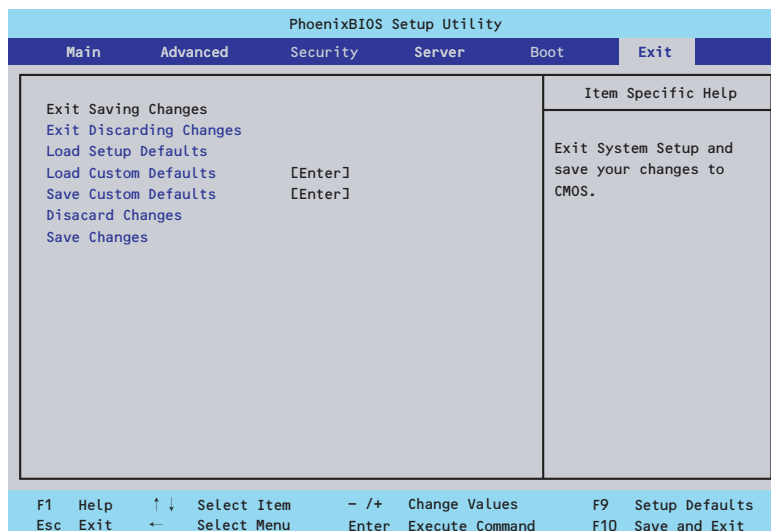 PhoenixBIOS Setup Utility
Main Advanced Security Server Boot Exit
Exit Saving Changes
Exit Discarding Changes
Load Setup Defaults
Load Custom Defaults [Enter]
Save Custom Defaults [Enter]
Disacard Changes
Save Changes
Item Specific Help
Exit System Setup and
save your changes to
CMOS.
F1 Help ↑↓ Select Item - /+ Change Values F9 Setup Defaults
Esc Exit ← Select Menu Enter Execute Command F10 Save and Exit